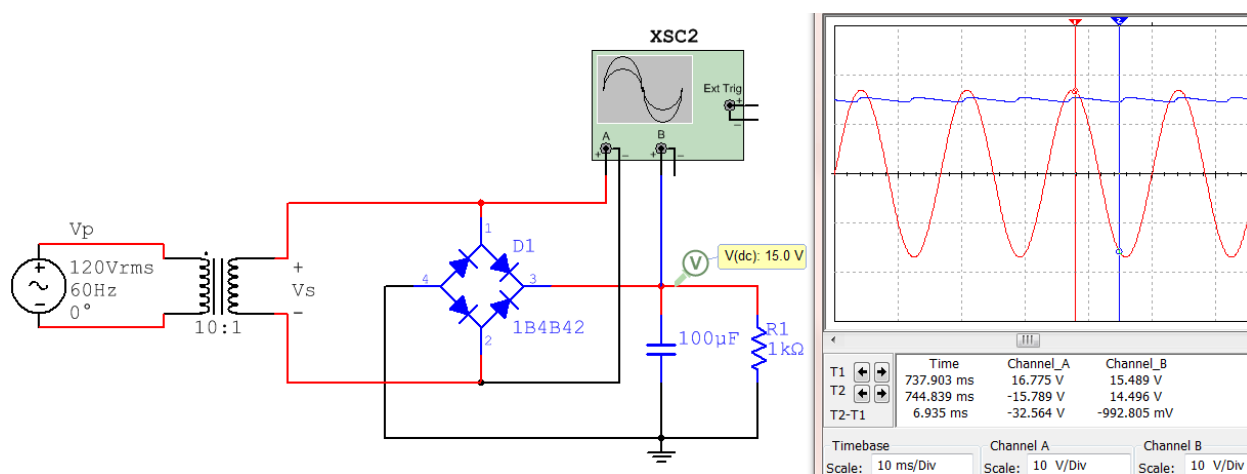 XSC2
Ext Trig
+
−
A
B
+ − + −
Vp
120Vrms
60Hz
0°
10:1
+
Vs
−
1
D1
4
3
1B4B42
2
V
V(dc): 15.0 V
100µF
R1
1kΩ
1
2
Time Channel_A Channel_B
T1 737.903 ms 16.775 V 15.489 V
T2 744.839 ms -15.789 V 14.496 V
T2-T1 6.935 ms -32.564 V -992.805 mV
Timebase Channel A Channel B
Scale: 10 ms/Div Scale: 10 V/Div Scale: 10 V/Div